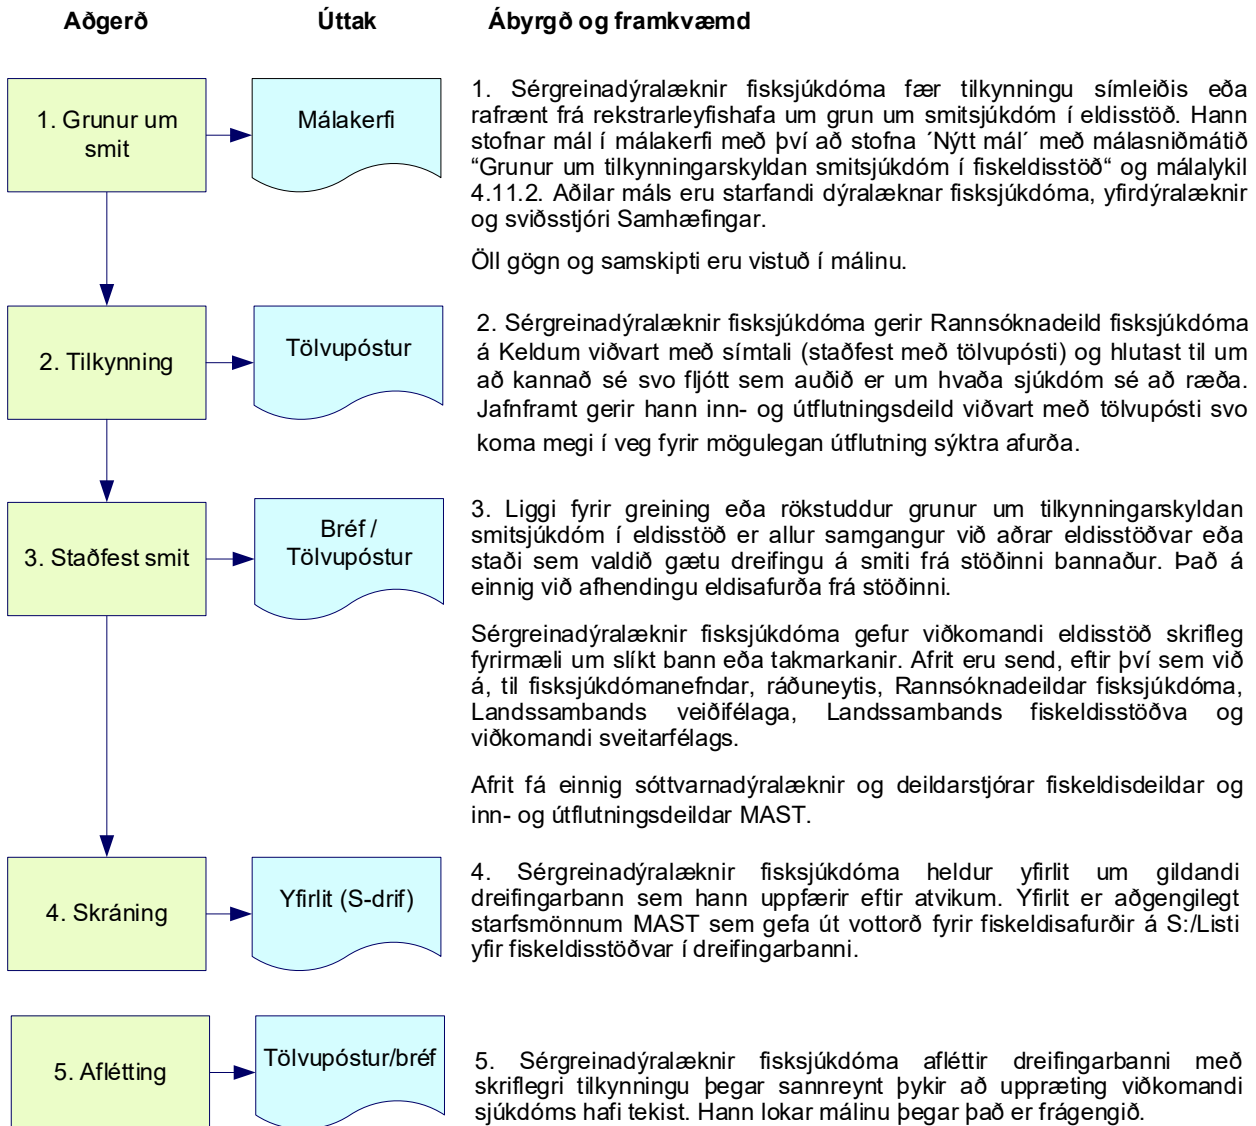 Aðgerð Úttak Ábyrgð og framkvæmd
1. Grunur um
smit
Málakerfi
1. Sérgreinadýralæknir fisksjúkdóma fær tilkynningu símleiðis eða
rafrænt frá rekstrarleyfishafa um grun um smitsjúkdóm í eldisstöð. Hann
stofnar mál í málakerfi með því að stofna ´Nýtt mál´ með málasniðmátið
“Grunur um tilkynningarskyldan smitsjúkdóm í fiskeldisstöð“ og málalykil
4.11.2. Aðilar máls eru starfandi dýralæknar fisksjúkdóma, yfirdýralæknir
og sviðsstjóri Samhæfingar.
Öll gögn og samskipti eru vistuð í málinu.
2. Tilkynning
Tölvupóstur
2. Sérgreinadýralæknir fisksjúkdóma gerir Rannsóknadeild fisksjúkdóma
á Keldum viðvart með símtali (staðfest með tölvupósti) og hlutast til um
að kannað sé svo fljótt sem auðið er um hvaða sjúkdóm sé að ræða.
Jafnframt gerir hann inn- og útflutningsdeild viðvart með tölvupósti svo
koma megi í veg fyrir mögulegan útflutning sýktra afurða.
3. Staðfest smit
Bréf /
Tölvupóstur
3. Liggi fyrir greining eða rökstuddur grunur um tilkynningarskyldan
smitsjúkdóm í eldisstöð er allur samgangur við aðrar eldisstöðvar eða
staði sem valdið gætu dreifingu á smiti frá stöðinni bannaður. Það á
einnig við afhendingu eldisafurða frá stöðinni.
Sérgreinadýralæknir fisksjúkdóma gefur viðkomandi eldisstöð skrifleg
fyrirmæli um slíkt bann eða takmarkanir. Afrit eru send, eftir því sem við
á, til fisksjúkdómanefndar, ráðuneytis, Rannsóknadeildar fisksjúkdóma,
Landssambands veiðifélaga, Landssambands fiskeldisstöðva og
viðkomandi sveitarfélags.
Afrit fá einnig sóttvarnadýralæknir og deildarstjórar fiskeldisdeildar og
inn- og útflutningsdeildar MAST.
4. Skráning
Yfirlit (S-drif)
4. Sérgreinadýralæknir fisksjúkdóma heldur yfirlit um gildandi
dreifingarbann sem hann uppfærir eftir atvikum. Yfirlit er aðgengilegt
starfsmönnum MAST sem gefa út vottorð fyrir fiskeldisafurðir á S:/Listi
yfir fiskeldisstöðvar í dreifingarbanni.
5. Aflétting
Tölvupóstur/bréf
5. Sérgreinadýralæknir fisksjúkdóma afléttir dreifingarbanni með
skriflegri tilkynningu þegar sannreynt þykir að uppræting viðkomandi
sjúkdóms hafi tekist. Hann lokar málinu þegar það er frágengið.